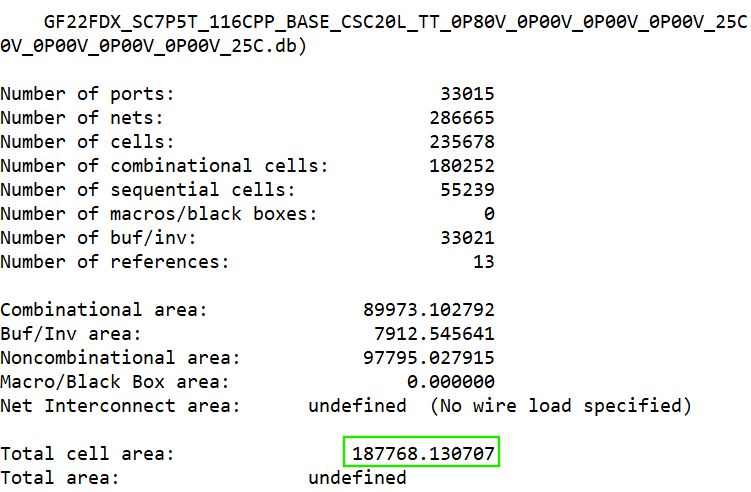 GF22FDX_SC7P5T_116CPP_BASE_CSC20L_TT_0P80V_0P00V_0P00V_0P00V_25C
0V_0P00V_0P00V_0P00V_25C.db)
Number of ports: 33015
Number of nets: 286665
Number of cells: 235678
Number of combinational cells: 180252
Number of sequential cells: 55239
Number of macros/black boxes: 0
Number of buf/inv: 33021
Number of references: 13
Combinational area: 89973.102792
Buf/Inv area: 7912.545641
Noncombinational area: 97795.027915
Macro/Black Box area: 0.000000
Net Interconnect area: undefined (No wire load specified)
Total cell area: 187768.130707
Total area: undefined